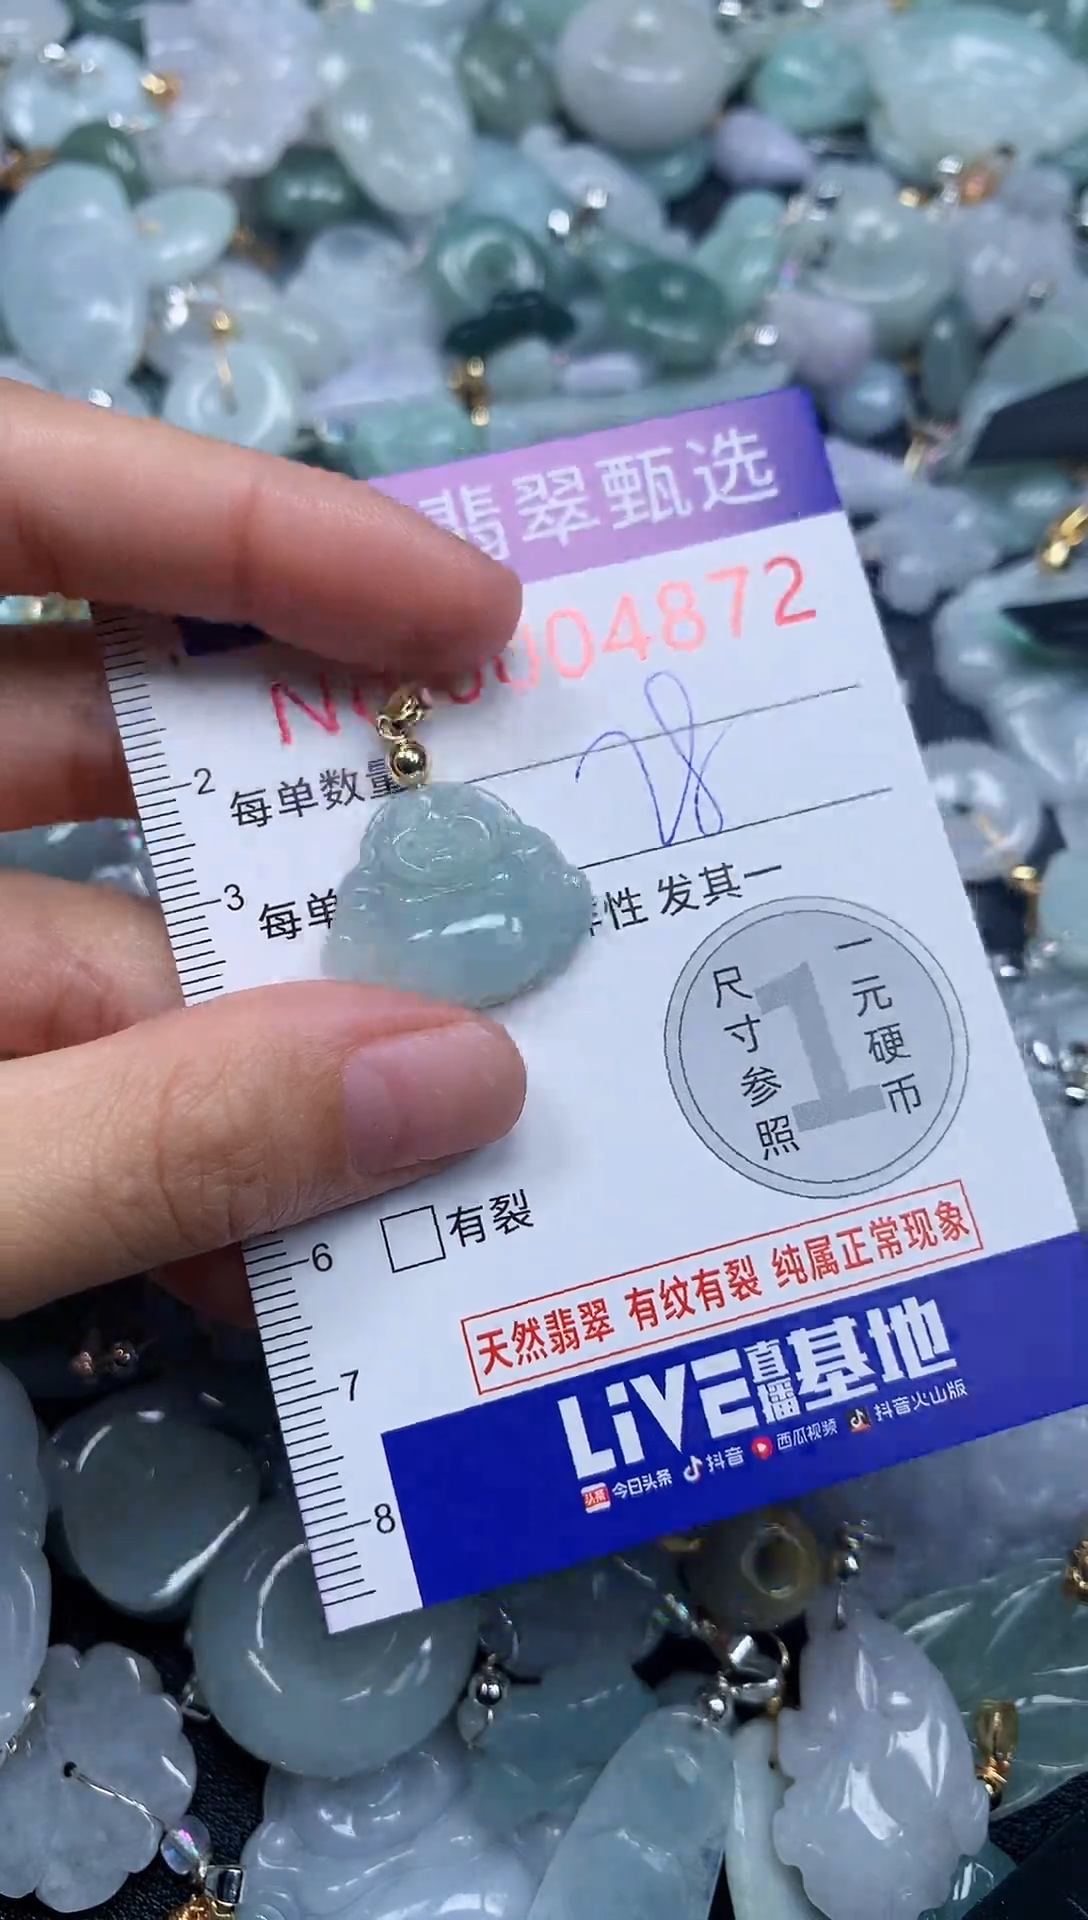 翡翠甄选
004872
2
每单数量
28
3
每单
性 发其一
尺寸参照
1
一元硬币
6
有裂
天然翡翠 有纹有裂 纯属正常现象
7
LiVE直播基地
头条 今日头条 抖音 西瓜视频 抖音火山版
8